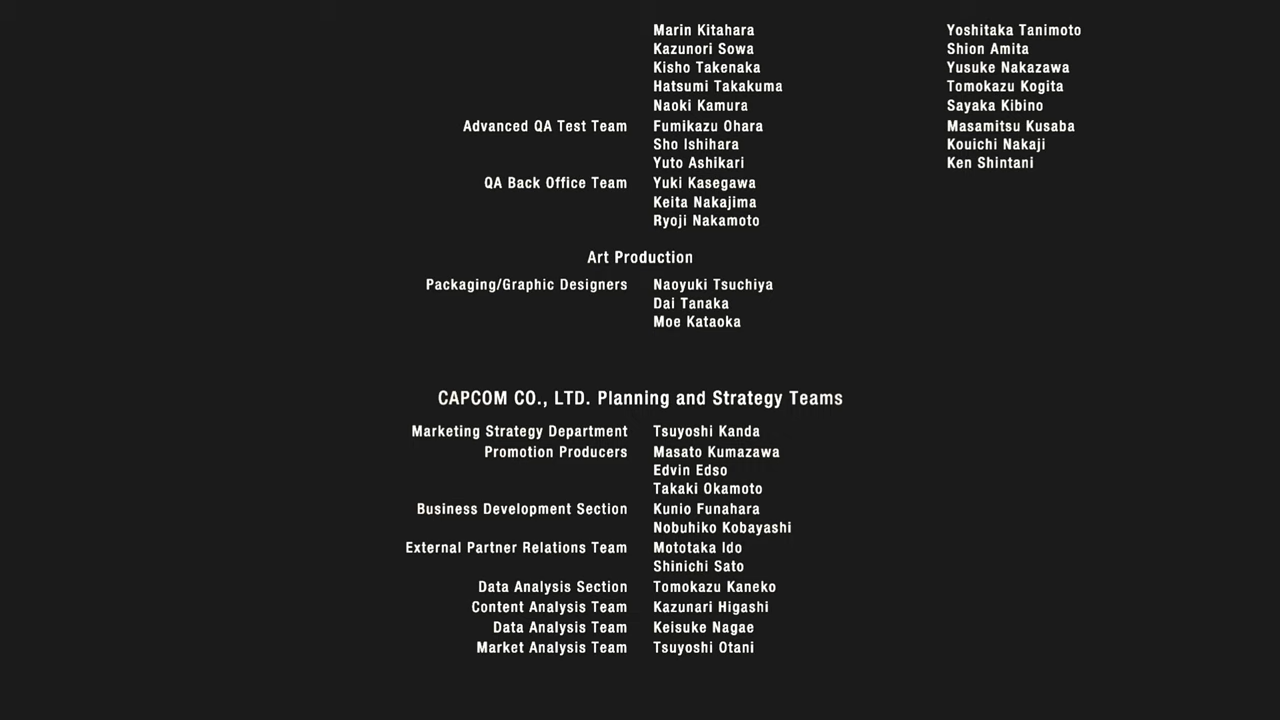 Marin Kitahara Yoshitaka Tanimoto
Kazunori Sowa Shion Amita
Kisho Takenaka Yusuke Nakazawa
Hatsumi Takakuma Tomokazu Kogita
Naoki Kamura Sayaka Kibino
Advanced QA Test Team Fumikazu Ohara Masamitsu Kusaba
Sho Ishihara Kouichi Nakaji
Yuto Ashikari Ken Shintani
QA Back Office Team Yuki Kasegawa
Keita Nakajima
Ryoji Nakamoto
Art Production
Packaging/Graphic Designers Naoyuki Tsuchiya
Dai Tanaka
Moe Kataoka
CAPCOM CO., LTD. Planning and Strategy Teams
Marketing Strategy Department Tsuyoshi Kanda
Promotion Producers Masato Kumazawa
Edvin Edso
Takaki Okamoto
Business Development Section Kunio Funahara
Nobuhiko Kobayashi
External Partner Relations Team Mototaka Ido
Shinichi Sato
Data Analysis Section Tomokazu Kaneko
Content Analysis Team Kazunari Higashi
Data Analysis Team Keisuke Nagae
Market Analysis Team Tsuyoshi Otani